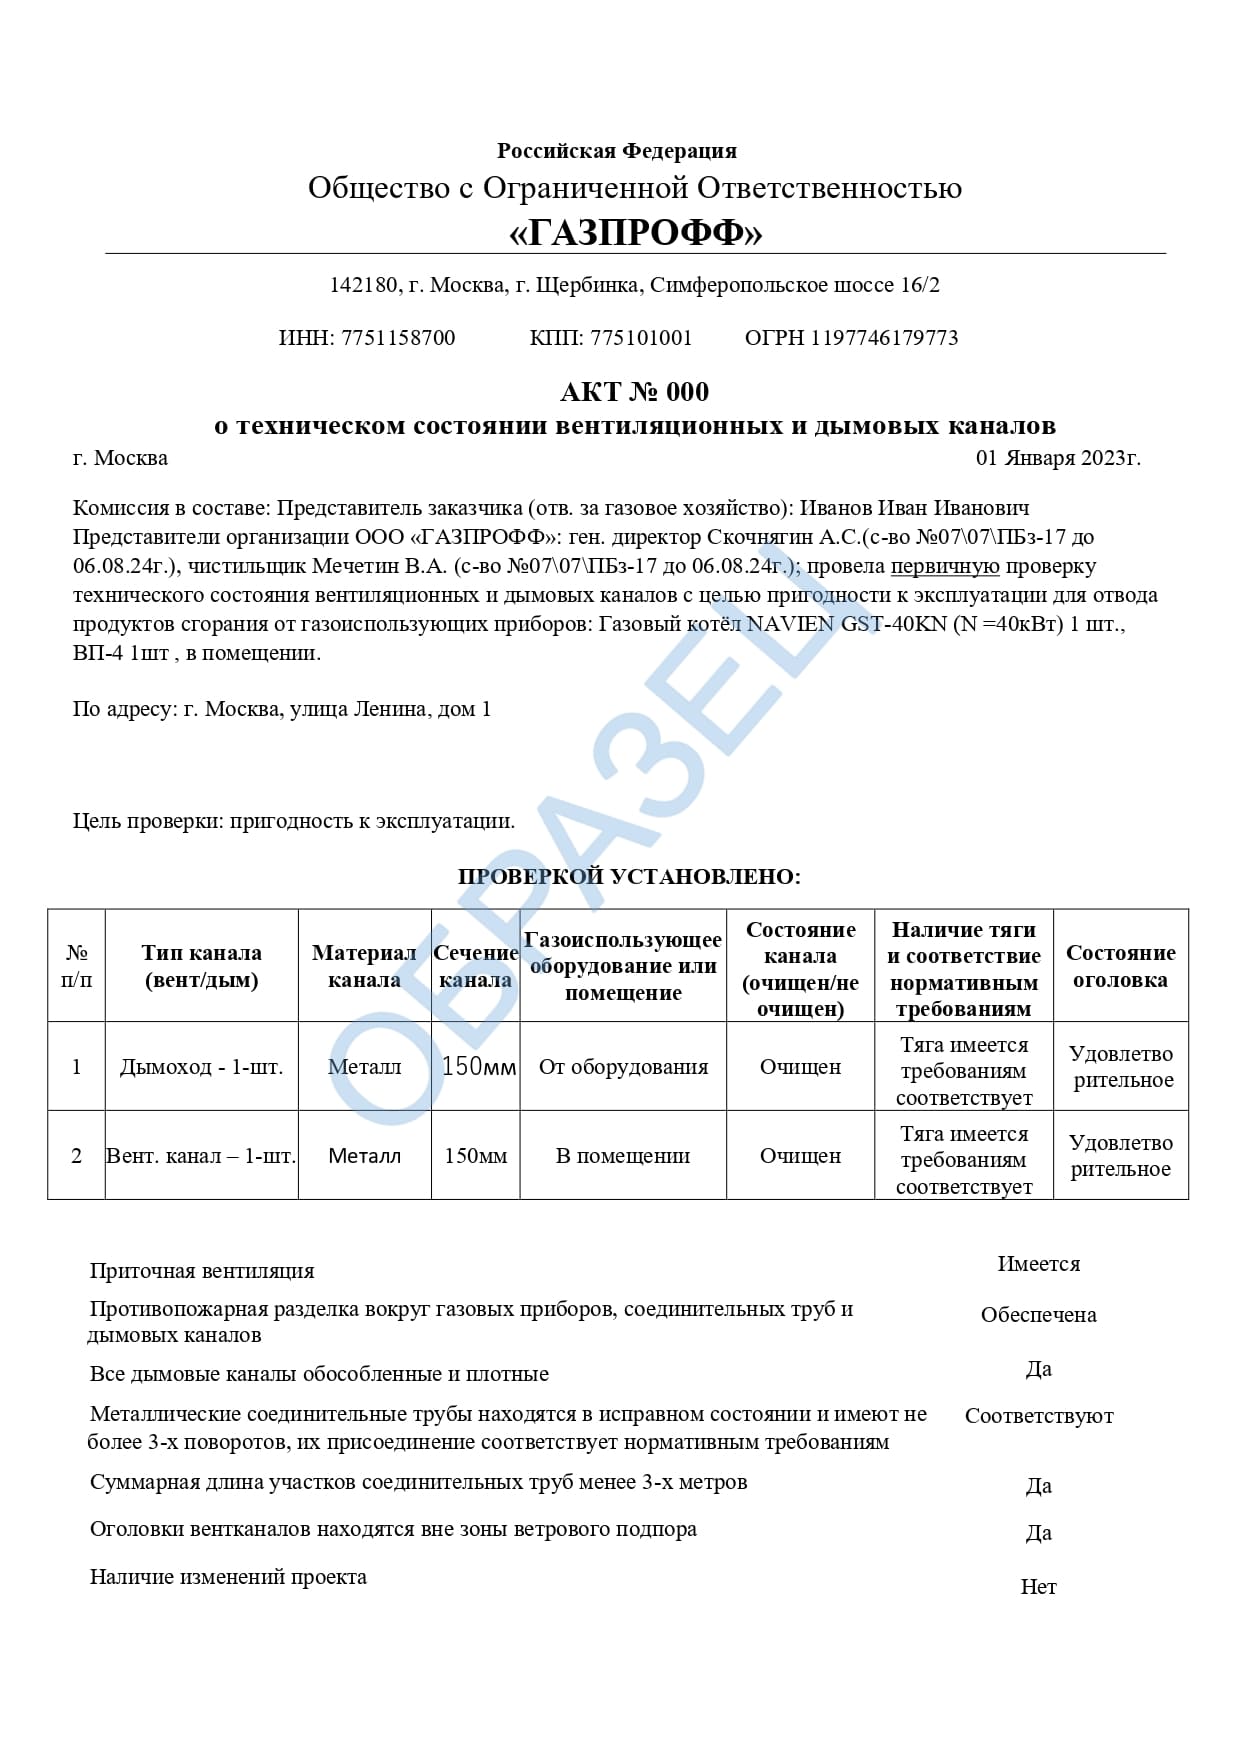 Российская Федерация
Общество с Ограниченной Ответственностью
«ГАЗПРОФФ»
142180, г. Москва, г. Щербинка, Симферопольское шоссе 16/2
ИНН: 7751158700 КПП: 775101001 ОГРН 1197746179773
АКТ № 000
о техническом состоянии вентиляционных и дымовых каналов
г. Москва 01 Января 2023г.
Комиссия в составе: Представитель заказчика (отв. за газовое хозяйство): Иванов Иван Иванович
Представители организации ООО «ГАЗПРОФФ»: ген. директор Скочнягин А.С.(с-во №07\07\ПБз-17 до
06.08.24г.), чистильщик Мечетин В.А. (с-во №07\07\ПБз-17 до 06.08.24г.); провела первичную проверку
технического состояния вентиляционных и дымовых каналов с целью пригодности к эксплуатации для отвода
продуктов сгорания от газоиспользующих приборов: Газовый котёл NAVIEN GST-40KN (N =40кВт) 1 шт.,
ВП-4 1шт , в помещении.
По адресу: г. Москва, улица Ленина, дом 1
Цель проверки: пригодность к эксплуатации.
ПРОВЕРКОЙ УСТАНОВЛЕНО:
№
п/п
Тип канала
(вент/дым)
Материал
канала
Сечение
канала
Газоиспользующее
оборудование или
помещение
Состояние
канала
(очищен/не
очищен)
Наличие тяги
и соответствие
нормативным
требованиям
Состояние
оголовка
1
Дымоход - 1-шт.
Металл
150мм
От оборудования
Очищен
Тяга имеется
требованиям
соответствует
Удовлетво
рительное
2
Вент. канал – 1-шт.
Металл
150мм
В помещении
Очищен
Тяга имеется
требованиям
соответствует
Удовлетво
рительное
Приточная вентиляция Имеется
Противопожарная разделка вокруг газовых приборов, соединительных труб и
дымовых каналов
Обеспечена
Все дымовые каналы обособленные и плотные Да
Металлические соединительные трубы находятся в исправном состоянии и имеют не
более 3-х поворотов, их присоединение соответствует нормативным требованиям
Соответствуют
Суммарная длина участков соединительных труб менее 3-х метров Да
Оголовки вентканалов находятся вне зоны ветрового подпора Да
Наличие изменений проекта Нет
ОБРАЗЕЦ